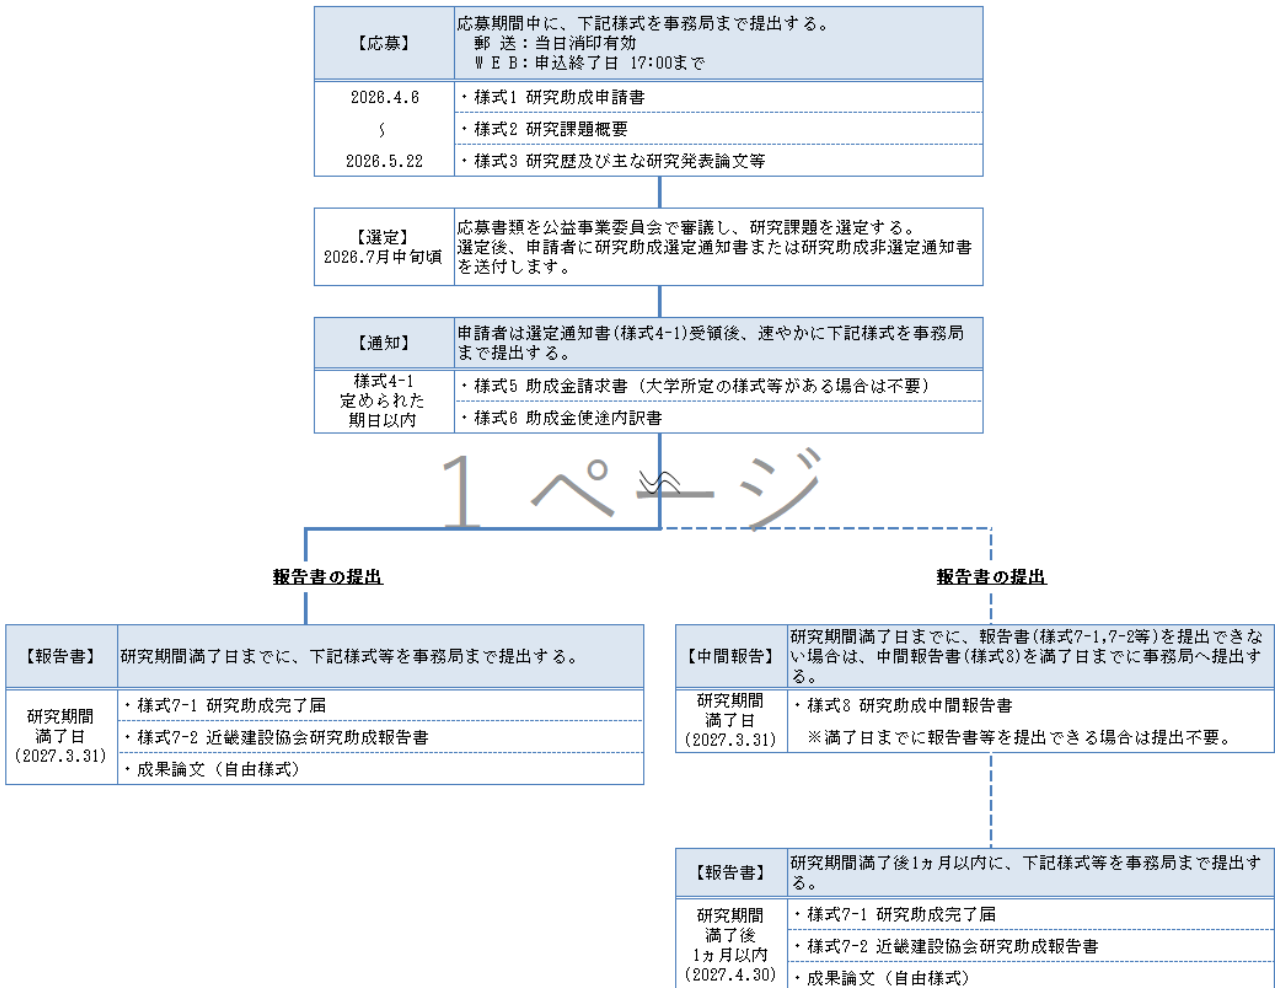 【応募】
応募期間中に、下記様式を事務局まで提出する。
郵 送：当日消印有効
ＷＥＢ：申込終了日 17:00まで
2026.4.6
～
2026.5.22
・様式1 研究助成申請書
・様式2 研究課題概要
・様式3 研究歴及び主な研究発表論文等
【選定】
2026.7月中旬頃
応募書類を公益事業委員会で審議し、研究課題を選定する。
選定後、申請者に研究助成選定通知書または研究助成非選定通知書
を送付します。
【通知】
申請者は選定通知書(様式4-1)受領後、速やかに下記様式を事務局
まで提出する。
様式4-1
定められた
期日以内
・様式5 助成金請求書（大学所定の様式等がある場合は不要）
・様式6 助成金使途内訳書
1 ページ
報告書の提出
【報告書】
研究期間満了日までに、下記様式等を事務局まで提出する。
研究期間
満了日
(2027.3.31)
・様式7-1 研究助成完了届
・様式7-2 近畿建設協会研究助成報告書
・成果論文（自由様式）
報告書の提出
【中間報告】
研究期間満了日までに、報告書(様式7-1,7-2等)を提出できな
い場合は、中間報告書(様式8)を満了日までに事務局へ提出す
る。
研究期間
満了日
(2027.3.31)
・様式8 研究助成中間報告書
※満了日までに報告書等を提出できる場合は提出不要。
【報告書】
研究期間満了後1ヵ月以内に、下記様式等を事務局まで提出す
る。
研究期間
満了後
1ヵ月以内
(2027.4.30)
・様式7-1 研究助成完了届
・様式7-2 近畿建設協会研究助成報告書
・成果論文（自由様式）